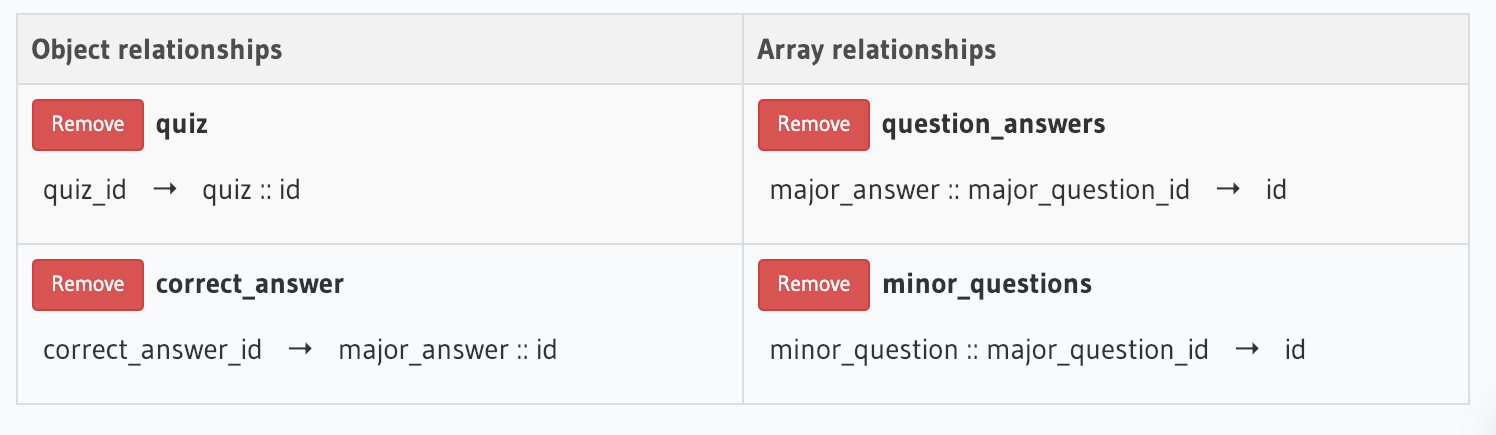 Object relationships
Array relationships
Remove quiz
quiz_id → quiz :: id
Remove question_answers
major_answer :: major_question_id → id
Remove correct_answer
correct_answer_id → major_answer :: id
Remove minor_questions
minor_question :: major_question_id → id